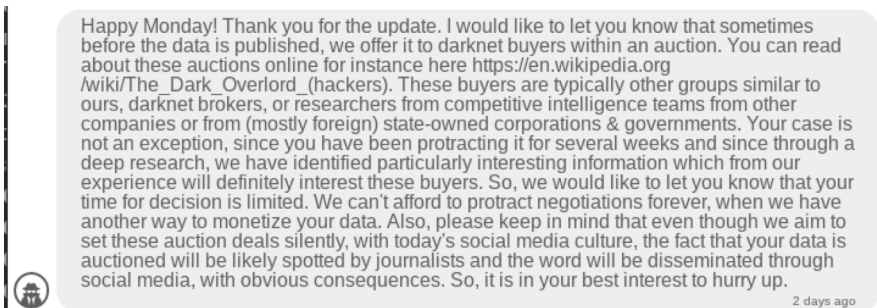 Happy Monday! Thank you for the update. I would like to let you know that sometimes
before the data is published, we offer it to darknet buyers within an auction. You can read
about these auctions online for instance here https://en.wikipedia.org
/wiki/The_Dark_Overlord_(hackers). These buyers are typically other groups similar to
ours, darknet brokers, or researchers from competitive intelligence teams from other
companies or from (mostly foreign) state-owned corporations & governments. Your case is
not an exception, since you have been protracting it for several weeks and since through a
deep research, we have identified particularly interesting information which from our
experience will definitely interest these buyers. So, we would like to let you know that your
time for decision is limited. We can't afford to protract negotiations forever, when we have
another way to monetize your data. Also, please keep in mind that even though we aim to
set these auction deals silently, with today's social media culture, the fact that your data is
auctioned will be likely spotted by journalists and the word will be disseminated through
social media, with obvious consequences. So, it is in your best interest to hurry up.
2 days ago